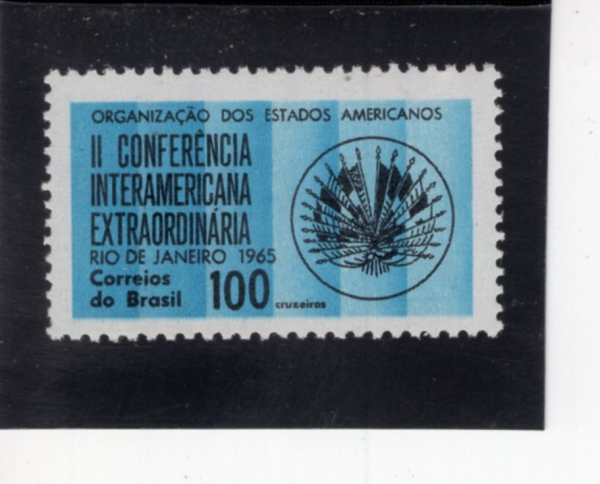 ORGANIZAÇÃO DOS ESTADOS AMERICANOS
II CONFERÊNCIA
INTERAMERICANA
EXTRAORDINÁRIA
RIO DE JANEIRO 1965
Correios
do Brasil 100 cruzeiros